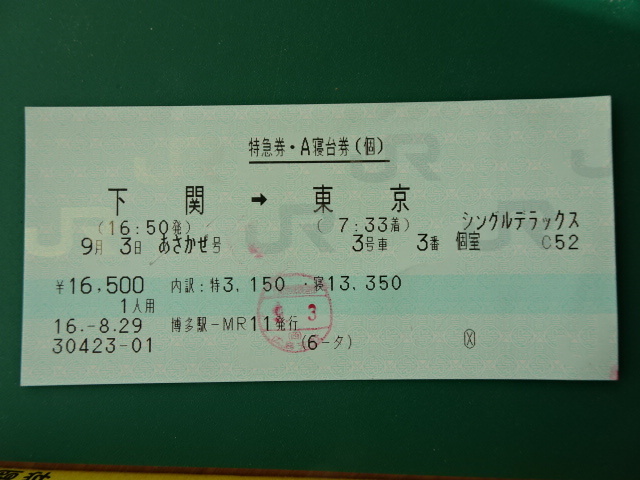 特急券・A寝台券(個)
下 関 → 東 京
(16:50発) ( 7:33着) シングルデラックス
9月 3日 あさかぜ号 3号車 3番 個室 C52
¥16,500 内訳:特3,150 ・寝13,350
1人用
16.-8.29 博多駅-MR11発行
30423-01 (6-タ) Ⓧ
3